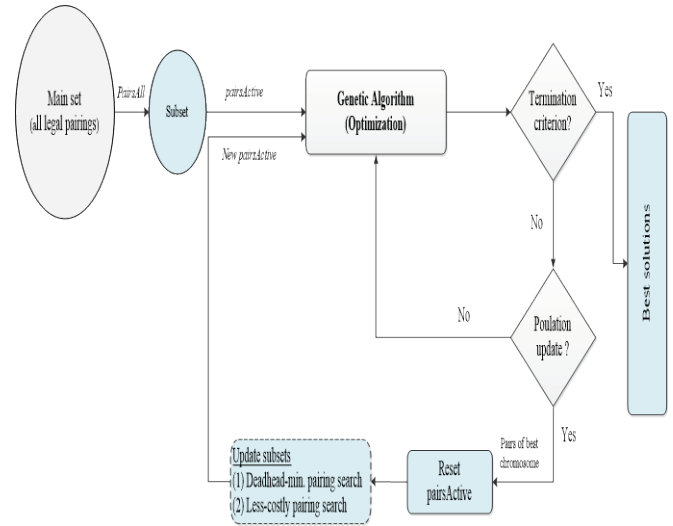 Main set
(all legal pairings)
PairsAll
Subset
pairsActive
New pairsActive
Genetic Algorithm
(Optimization)
Termination
criterion?
Yes
No
Best solutions
Poulation
update ?
No
Yes
Pairs of best
chromosome
Reset
pairsActive
Update subsets
(1) Deadhead-min. pairing search
(2) Less-costly pairing search